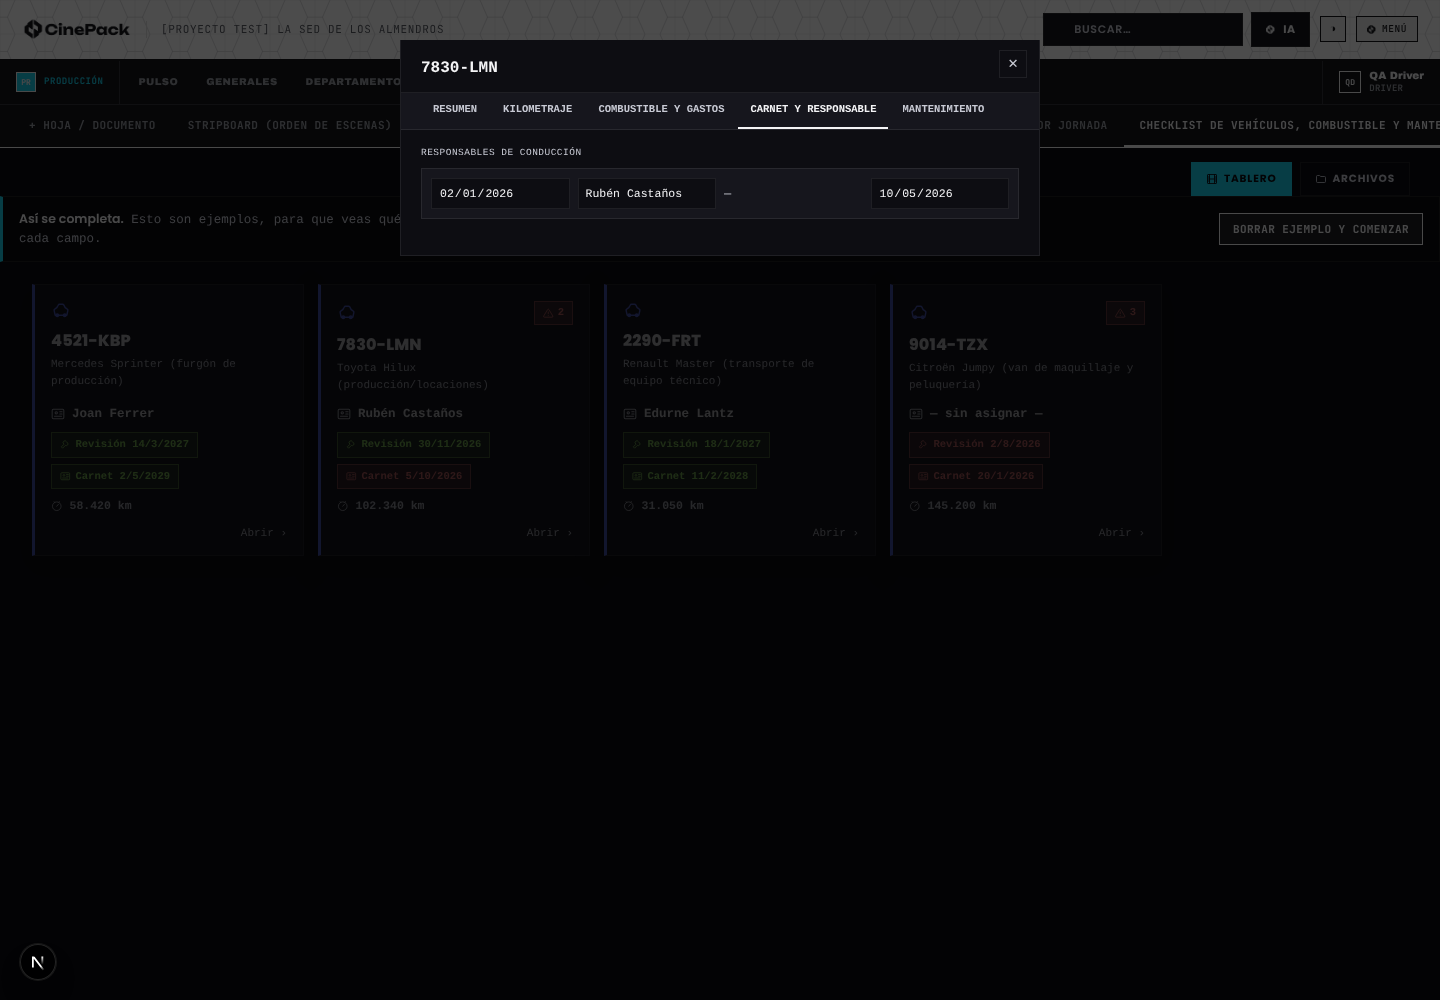 CinePack
[PROYECTO TEST] LA SED DE LOS ALMENDROS
BUSCAR…
IA
MENÚ
PR
PRODUCCIÓN
PULSO
GENERALES
DEPARTAMENTO
QD
QA Driver
DRIVER
+ HOJA / DOCUMENTO
STRIPBOARD (ORDEN DE ESCENAS)
OR JORNADA
CHECKLIST DE VEHÍCULOS, COMBUSTIBLE Y MANTE
7830-LMN
×
RESUMEN
KILOMETRAJE
COMBUSTIBLE Y GASTOS
CARNET Y RESPONSABLE
MANTENIMIENTO
RESPONSABLES DE CONDUCCIÓN
02/01/2026
Rubén Castaños
—
10/05/2026
TABLERO
ARCHIVOS
Así se completa. Esto son ejemplos, para que veas qué
cada campo.
BORRAR EJEMPLO Y COMENZAR
4521-KBP
Mercedes Sprinter (furgón de
producción)
Joan Ferrer
Revisión 14/3/2027
Carnet 2/5/2029
58.420 km
Abrir ›
2
7830-LMN
Toyota Hilux
(producción/locaciones)
Rubén Castaños
Revisión 30/11/2026
Carnet 5/10/2026
102.340 km
Abrir ›
2290-FRT
Renault Master (transporte de
equipo técnico)
Edurne Lantz
Revisión 18/1/2027
Carnet 11/2/2028
31.050 km
Abrir ›
3
9014-TZX
Citroën Jumpy (van de maquillaje y
peluquería)
— sin asignar —
Revisión 2/8/2026
Carnet 20/1/2026
145.200 km
Abrir ›
N